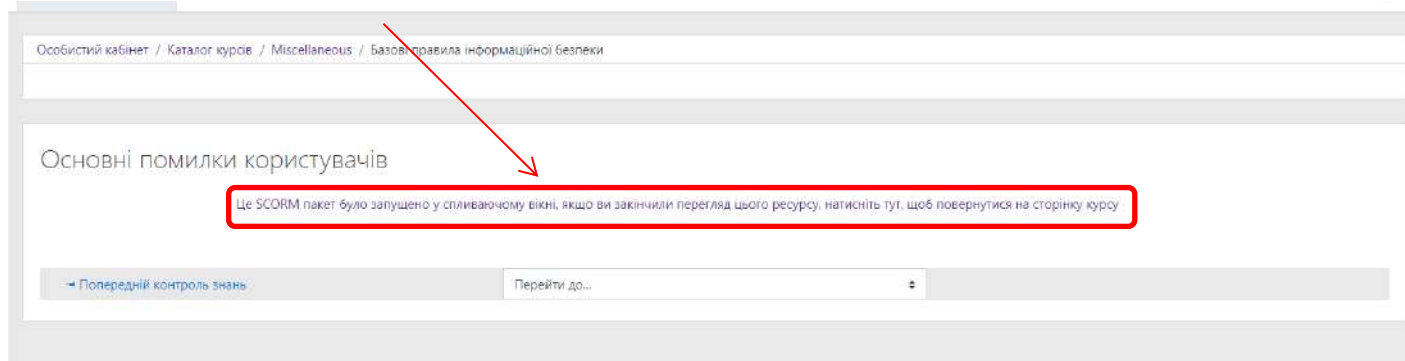 Особистий кабінет / Каталог курсів / Miscellaneous / Базові правила інформаційної безпеки
Основні помилки користувачів
Це SCORM пакет було запущено у спливаючому вікні, якщо ви закінчили перегляд цього ресурсу, натисніть тут, щоб повернутися на сторінку курсу
◄ Попередній контроль знань
Перейти до...